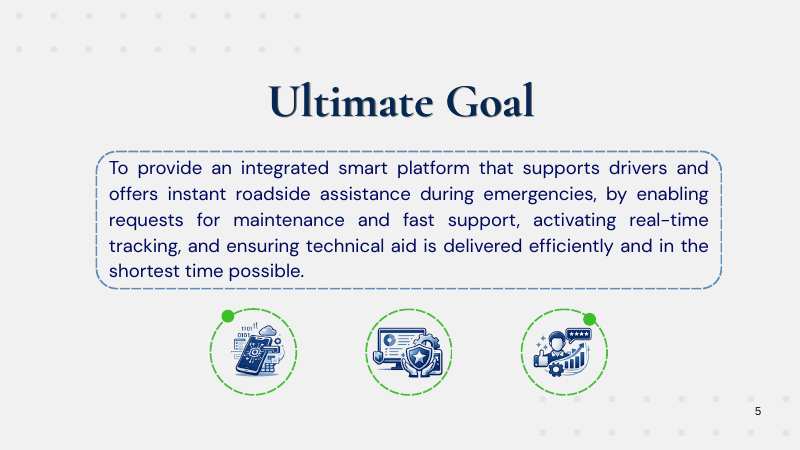 Ultimate Goal
To provide an integrated smart platform that supports drivers and
offers instant roadside assistance during emergencies, by enabling
requests for maintenance and fast support, activating real-time
tracking, and ensuring technical aid is delivered efficiently and in the
shortest time possible.
1101
0101
5